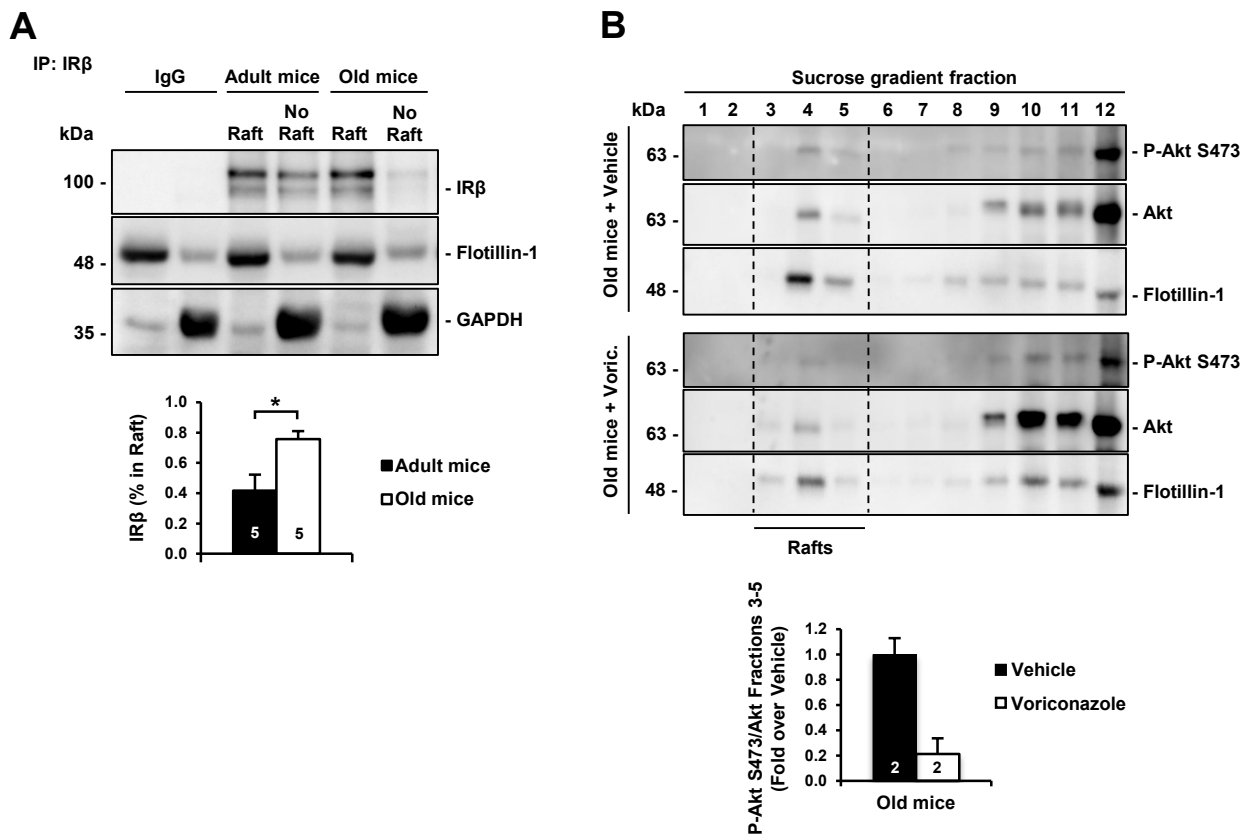 A
IP: IRβ
IgG
Adult mice
Old mice
kDa
Raft
No Raft
Raft
No Raft
100 -
- IRβ
48 -
- Flotillin-1
35 -
- GAPDH
IRβ (% in Raft)
1.0
0.8
0.6
0.4
0.2
0.0
*
5
5
Adult mice
Old mice
B
Sucrose gradient fraction
kDa 1 2 3 4 5 6 7 8 9 10 11 12
Old mice + Vehicle
63 -
- P-Akt S473
63 -
- Akt
48 -
- Flotillin-1
Old mice + Voric.
63 -
- P-Akt S473
63 -
- Akt
48 -
- Flotillin-1
Rafts
P-Akt S473/Akt Fractions 3-5
(Fold over Vehicle)
1.2
1.0
0.8
0.6
0.4
0.2
0.0
2
2
Old mice
Vehicle
Voriconazole